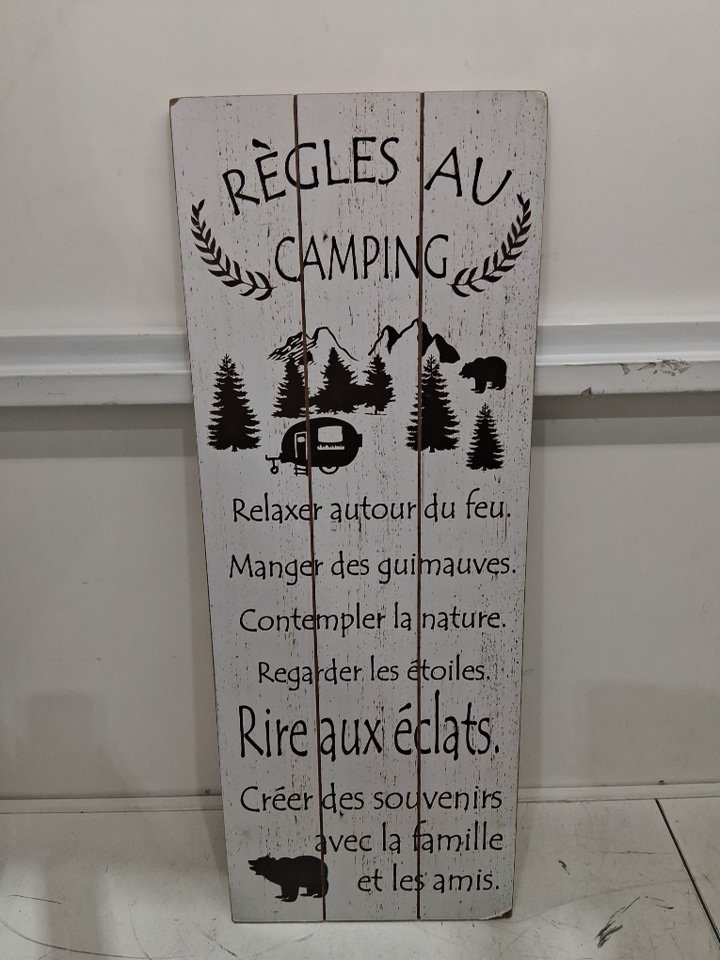 RÈGLES AU
CAMPING
Relaxer autour du feu.
Manger des guimauves.
Contempler la nature.
Regarder les étoiles.
Rire aux éclats.
Créer des souvenirs
avec la famille
et les amis.